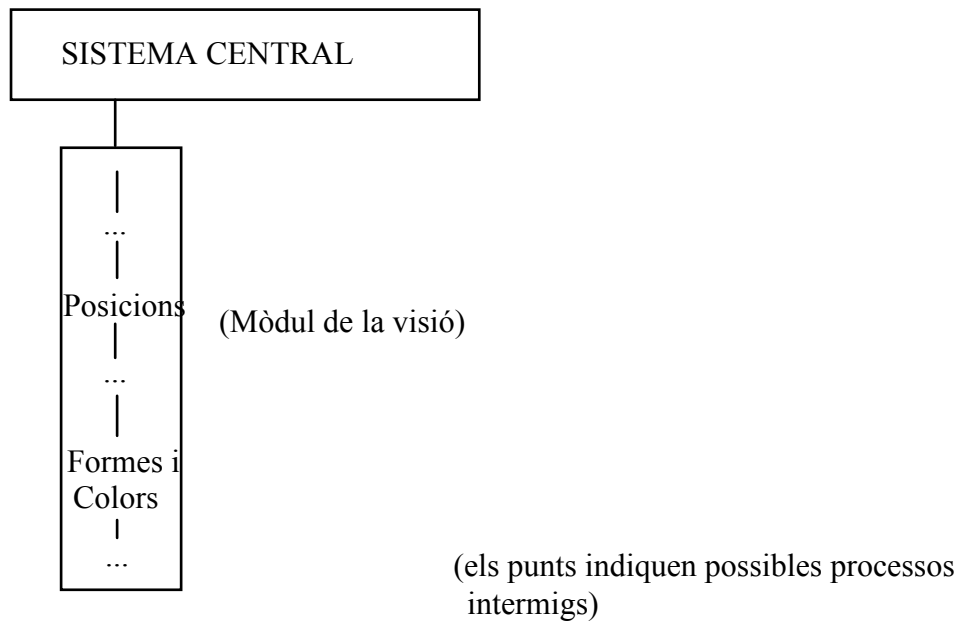 SISTEMA CENTRAL
...
Posicions
(Mòdul de la visió)
...
Formes i
Colors
...
(els punts indiquen possibles processos
intermigs)